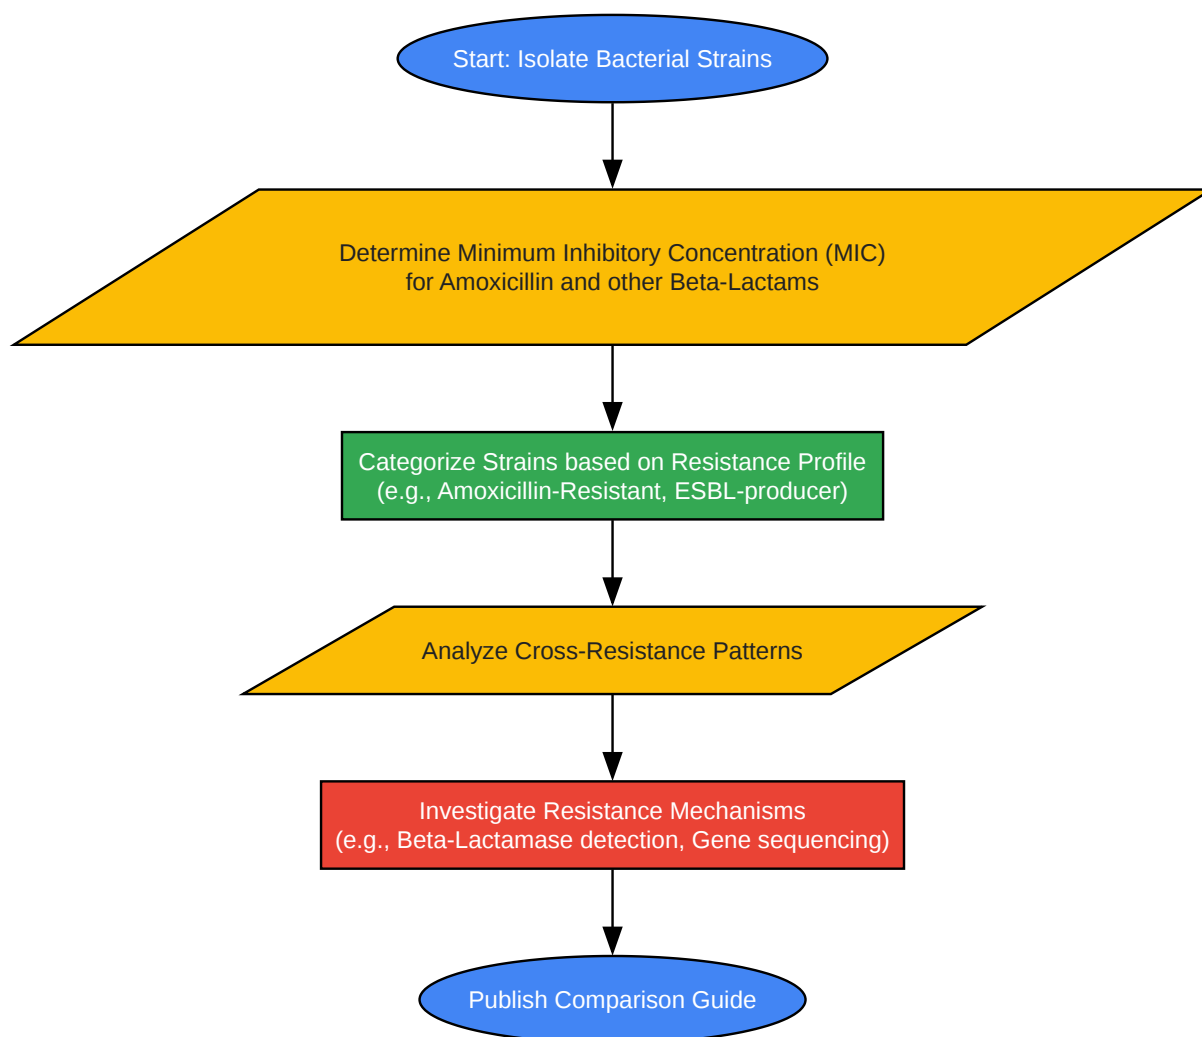 Start: Isolate Bacterial Strains
Determine Minimum Inhibitory Concentration (MIC)
for Amoxicillin and other Beta-Lactams
Categorize Strains based on Resistance Profile
(e.g., Amoxicillin-Resistant, ESBL-producer)
Analyze Cross-Resistance Patterns
Investigate Resistance Mechanisms
(e.g., Beta-Lactamase detection, Gene sequencing)
Publish Comparison Guide